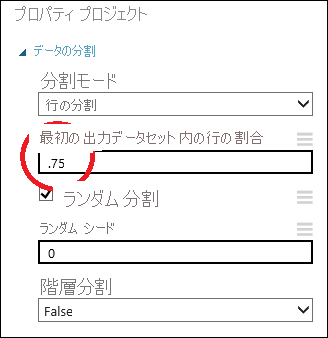 プロパティ プロジェクト
データの分割
分割モード
行の分割
最初の出力データセット内の行の割合
.75
ランダム 分割
ランダム シード
0
階層分割
False